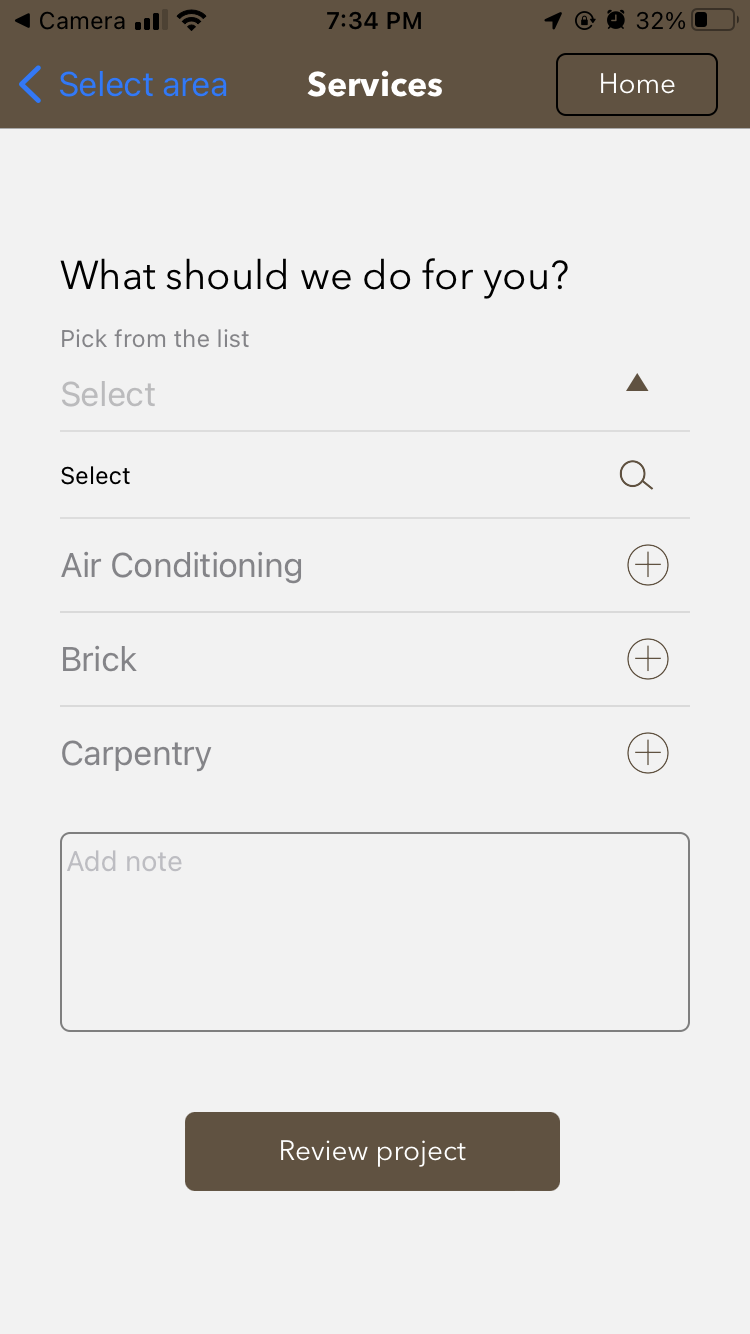 Camera 7:34 PM 32%
Select area Services Home
What should we do for you?
Pick from the list
Select
Select
Air Conditioning
Brick
Carpentry
Add note
Review project